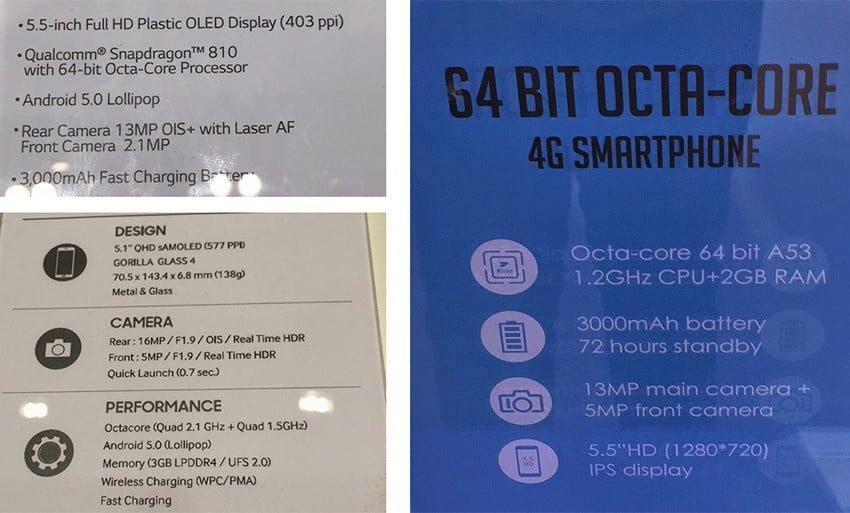 • 5.5-inch Full HD Plastic OLED Display (403 ppi)
• Qualcomm® Snapdragon™ 810
with 64-bit Octa-Core Processor
• Android 5.0 Lollipop
• Rear Camera 13MP OIS+ with Laser AF
Front Camera 2.1MP
• 3,000mAh Fast Charging Battery
DESIGN
5.1" QHD sAMOLED (577 PPI)
GORILLA GLASS 4
70.5 x 143.4 x 6.8 mm (138g)
Metal & Glass
CAMERA
Rear : 16MP / F1.9 / OIS / Real Time HDR
Front : 5MP / F1.9 / Real Time HDR
Quick Launch (0.7 sec.)
PERFORMANCE
Octacore (Quad 2.1 GHz + Quad 1.5GHz)
Android 5.0 (Lollipop)
Memory (3GB LPDDR4 / UFS 2.0)
Wireless Charging (WPC/PMA)
Fast Charging
64 BIT OCTA-CORE
4G SMARTPHONE
Kirin
Octa-core 64 bit A53
1.2GHz CPU+2GB RAM
3000mAh battery
72 hours standby
13MP main camera +
5MP front camera
5.5
HD
5.5"HD (1280*720)
IPS display